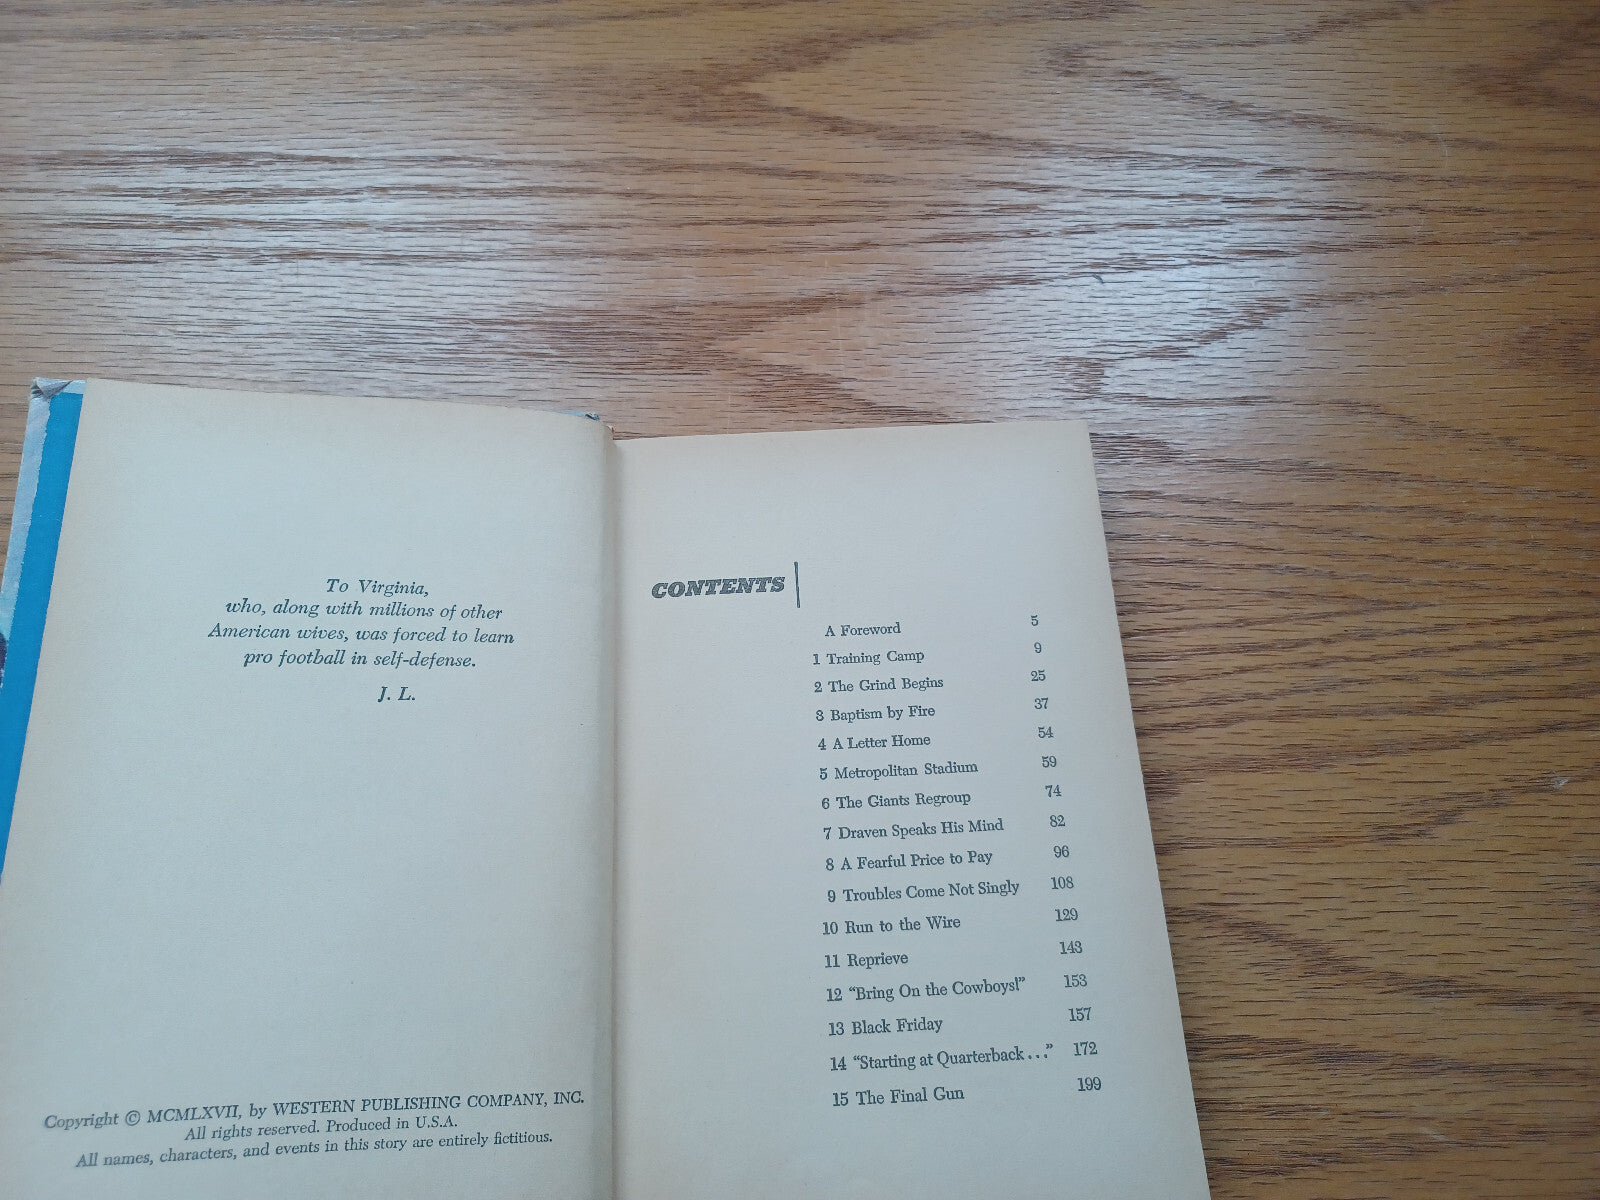 To Virginia,
who, along with millions of other
American wives, was forced to learn
pro football in self-defense.
J. L.
Copyright © MCMLXVII, by WESTERN PUBLISHING COMPANY, INC.
All rights reserved. Produced in U.S.A.
All names, characters, and events in this story are entirely fictitious.
CONTENTS
A Foreword 5
1 Training Camp 9
2 The Grind Begins 25
3 Baptism by Fire 37
4 A Letter Home 54
5 Metropolitan Stadium 59
6 The Giants Regroup 74
7 Draven Speaks His Mind 82
8 A Fearful Price to Pay 96
9 Troubles Come Not Singly 108
10 Run to the Wire 129
11 Reprieve 143
12 “Bring On the Cowboys!” 153
13 Black Friday 157
14 “Starting at Quarterback . . .” 172
15 The Final Gun 199